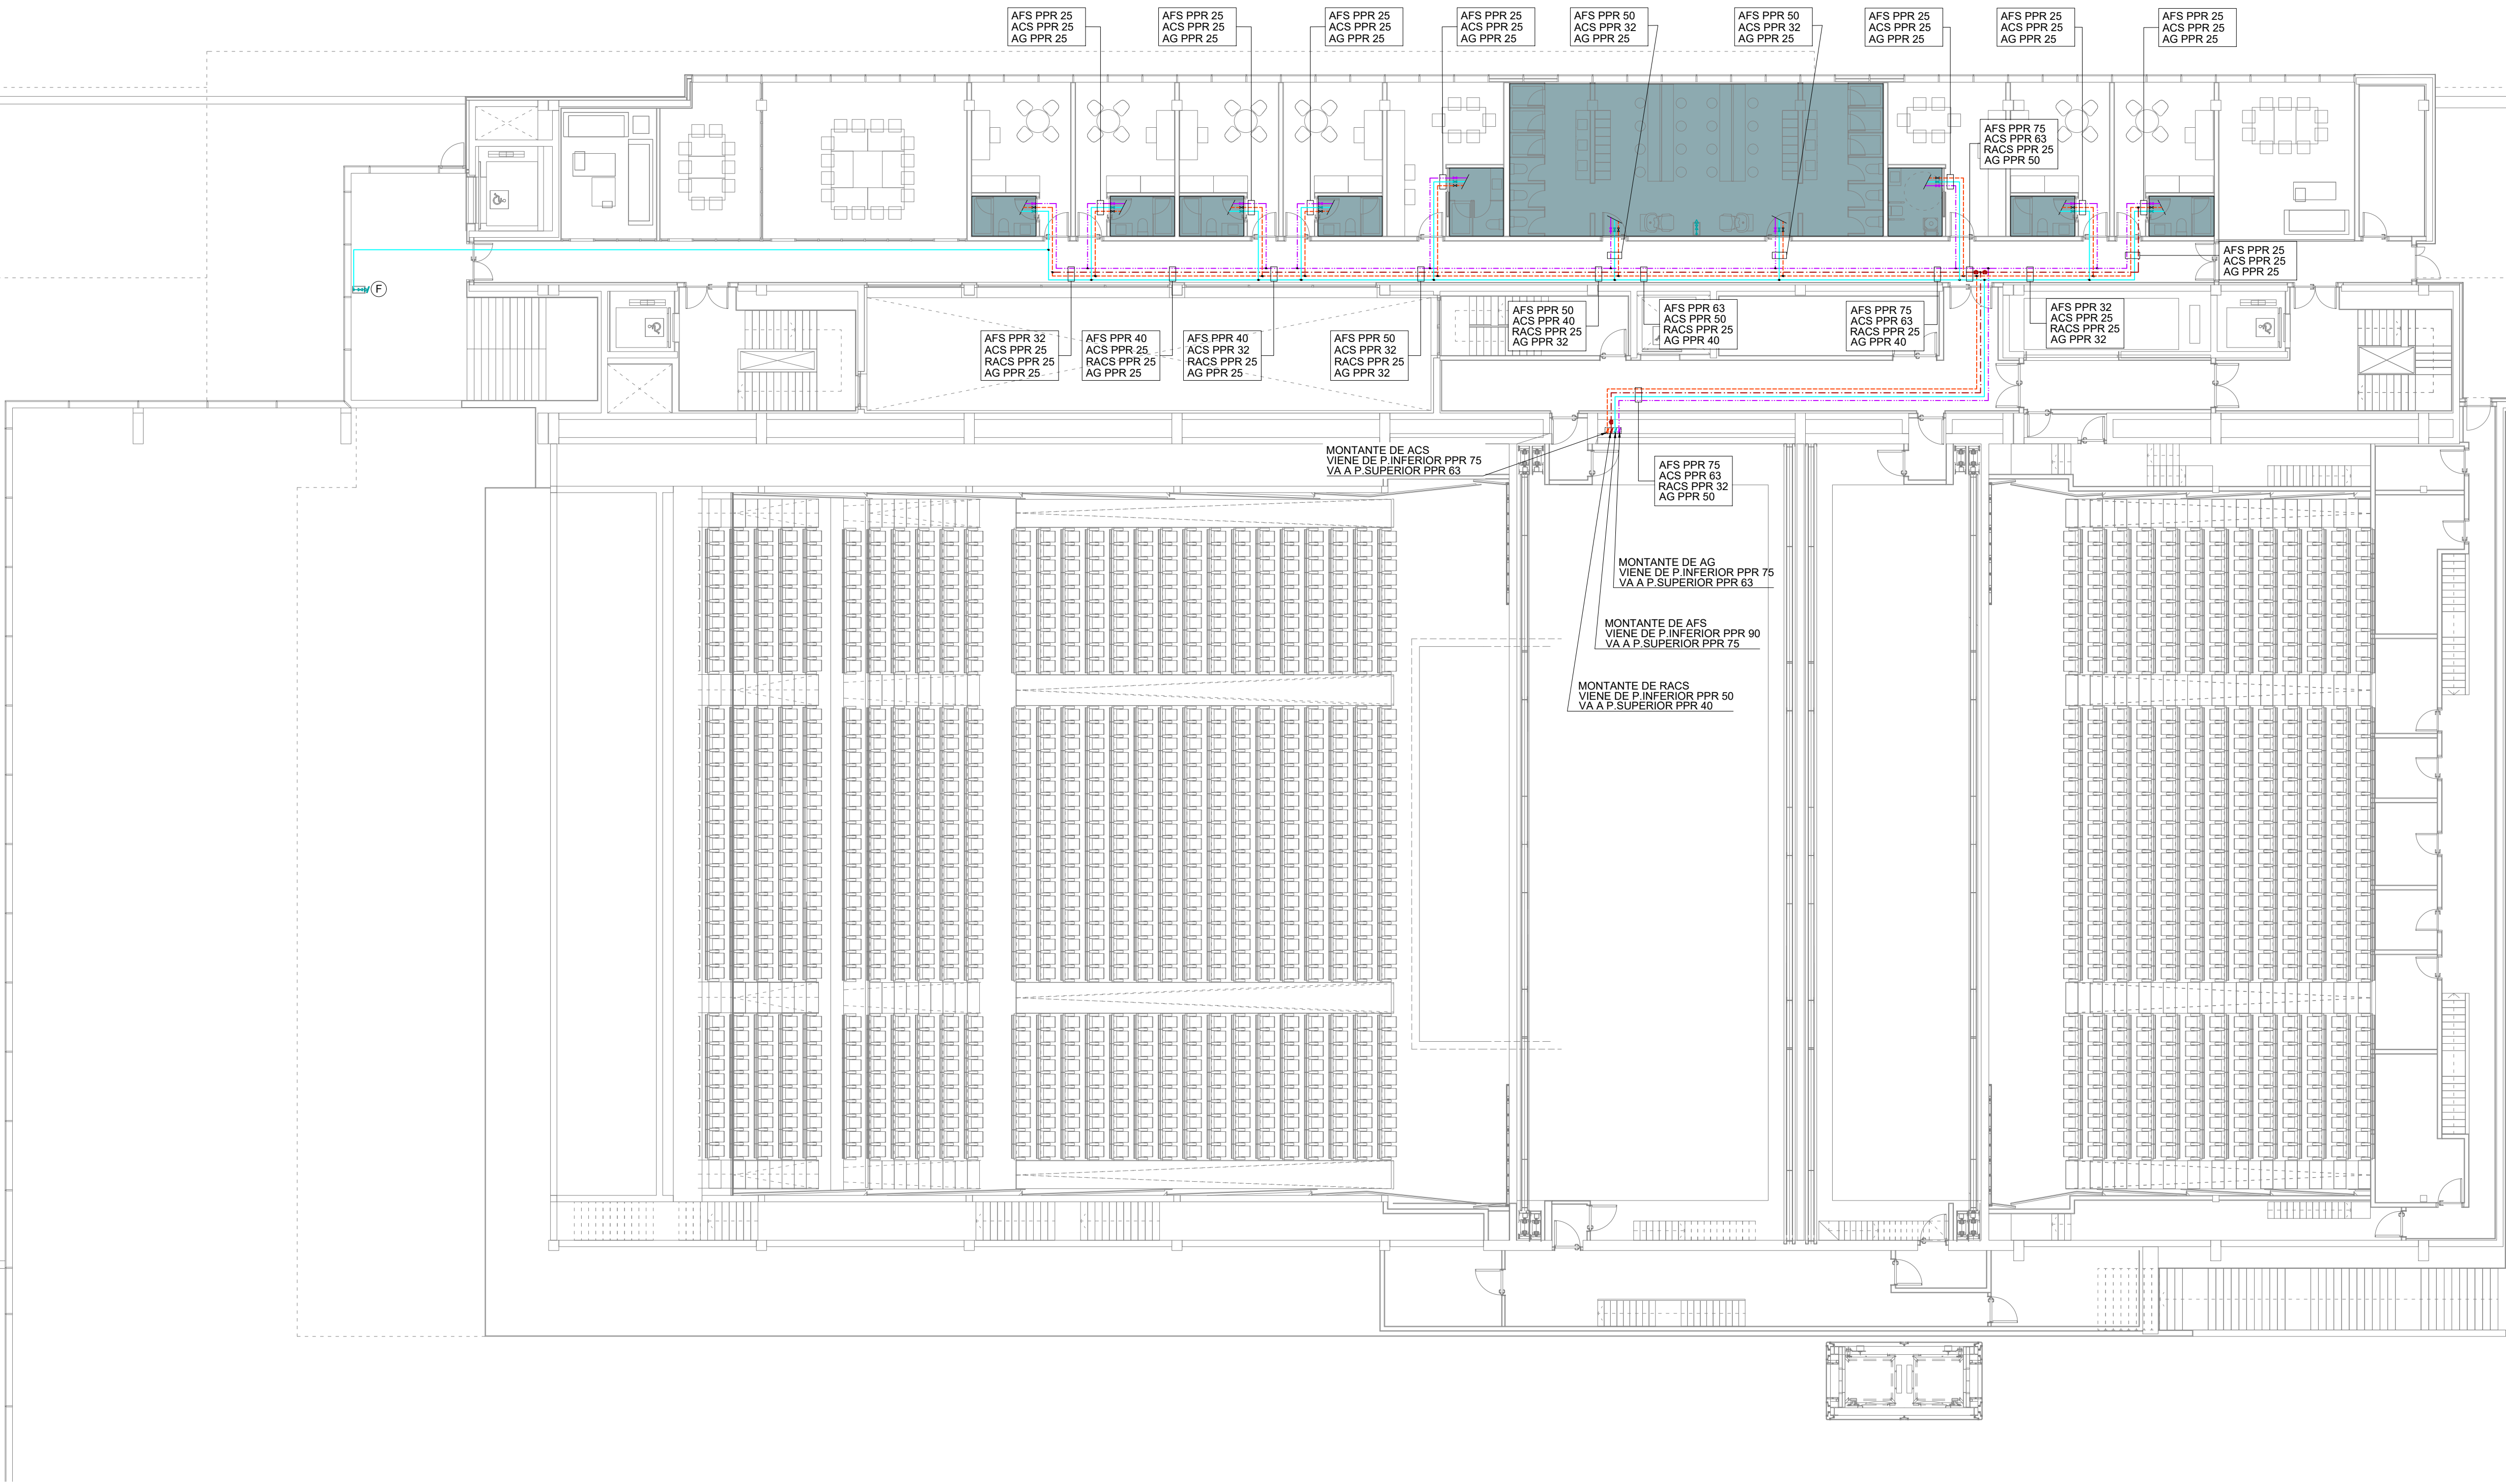 AFS PPR 25
ACS PPR 25
AG PPR 25
AFS PPR 25
ACS PPR 25
AG PPR 25
AFS PPR 25
ACS PPR 25
AG PPR 25
AFS PPR 25
ACS PPR 25
AG PPR 25
AFS PPR 50
ACS PPR 32
AG PPR 25
AFS PPR 50
ACS PPR 32
AG PPR 25
AFS PPR 25
ACS PPR 25
AG PPR 25
AFS PPR 25
ACS PPR 25
AG PPR 25
AFS PPR 25
ACS PPR 25
AG PPR 25
AFS PPR 75
ACS PPR 63
RACS PPR 25
AG PPR 50
AFS PPR 25
ACS PPR 25
AG PPR 25
F
AFS PPR 32
ACS PPR 25
RACS PPR 25
AG PPR 25
AFS PPR 40
ACS PPR 25
RACS PPR 25
AG PPR 25
AFS PPR 40
ACS PPR 32
RACS PPR 25
AG PPR 25
AFS PPR 50
ACS PPR 32
RACS PPR 25
AG PPR 32
AFS PPR 50
ACS PPR 40
RACS PPR 25
AG PPR 32
AFS PPR 63
ACS PPR 50
RACS PPR 25
AG PPR 40
AFS PPR 75
ACS PPR 63
RACS PPR 25
AG PPR 40
AFS PPR 32
ACS PPR 25
RACS PPR 25
AG PPR 32
MONTANTE DE ACS
VIENE DE P.INFERIOR PPR 75
VA A P.SUPERIOR PPR 63
AFS PPR 75
ACS PPR 63
RACS PPR 32
AG PPR 50
MONTANTE DE AG
VIENE DE P.INFERIOR PPR 75
VA A P.SUPERIOR PPR 63
MONTANTE DE AFS
VIENE DE P.INFERIOR PPR 90
VA A P.SUPERIOR PPR 75
MONTANTE DE RACS
VIENE DE P.INFERIOR PPR 50
VA A P.SUPERIOR PPR 40